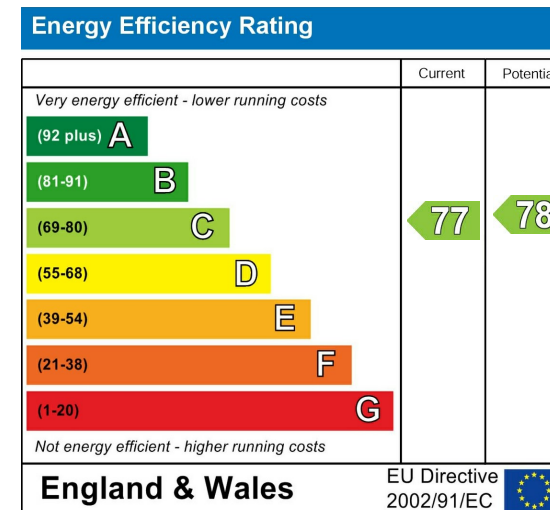 Energy Efficiency Rating
Current Potentia
Very energy efficient - lower running costs
(92 plus) A
(81-91) B
(69-80) C
77 78
(55-68) D
(39-54) E
(21-38) F
(1-20) G
Not energy efficient - higher running costs
England & Wales
EU Directive
2002/91/EC